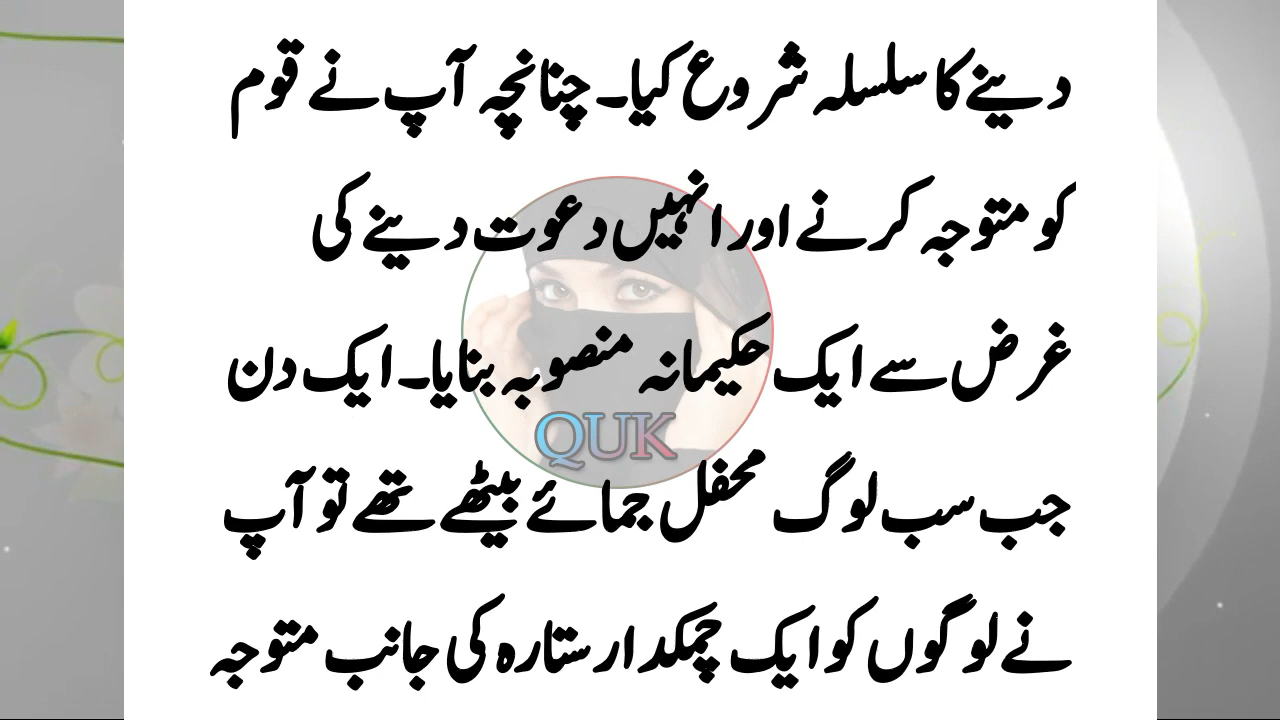 دینے کا سلسلہ شروع کیا۔ چنانچہ آپ نے قوم
کو متوجہ کرنے اور انہیں دعوت دینے کی
غرض سے ایک حکیمانہ منصوبہ بنایا۔ ایک دن
QUK
جب سب لوگ محفل جمائے بیٹھے تھے تو آپ
نے لوگوں کو ایک چمکدار ستارہ کی جانب متوجہ